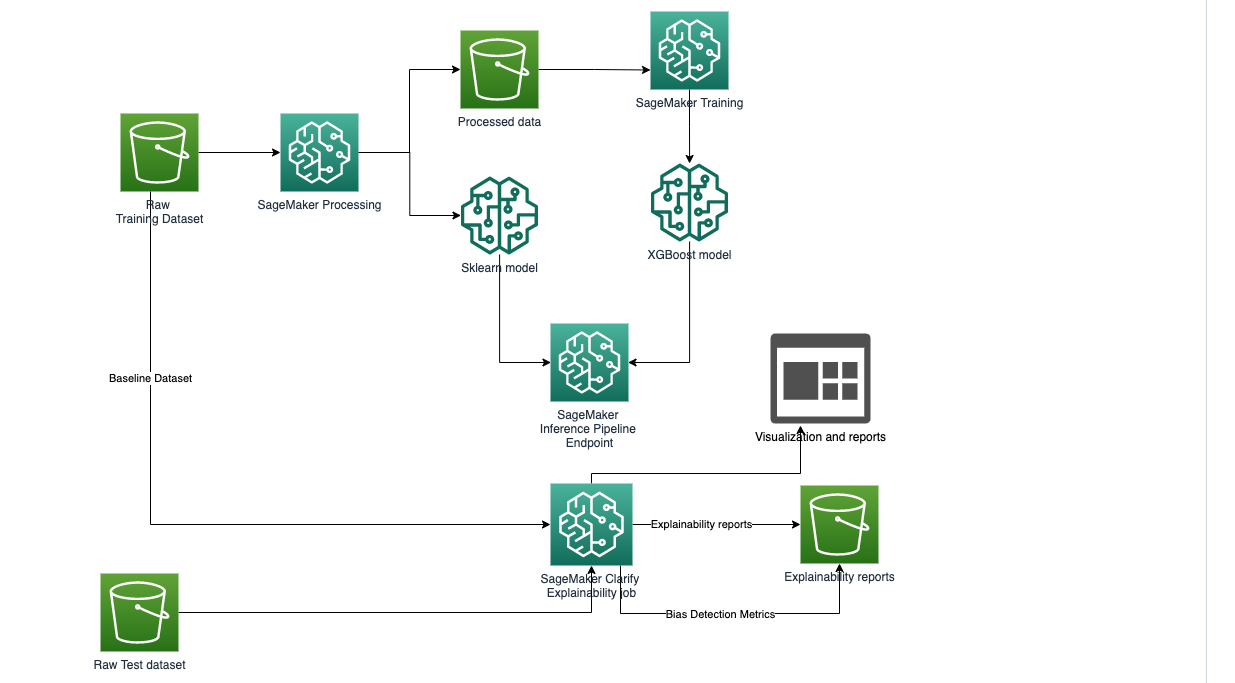 SageMaker Training
Processed data
Raw
Training Dataset
SageMaker Processing
XGBoost model
Sklearn model
Baseline Dataset
SageMaker
Inference Pipeline
Endpoint
Visualization and reports
Explainability reports
SageMaker Clarify
Explainability job
Explainability reports
Bias Detection Metrics
Raw Test dataset